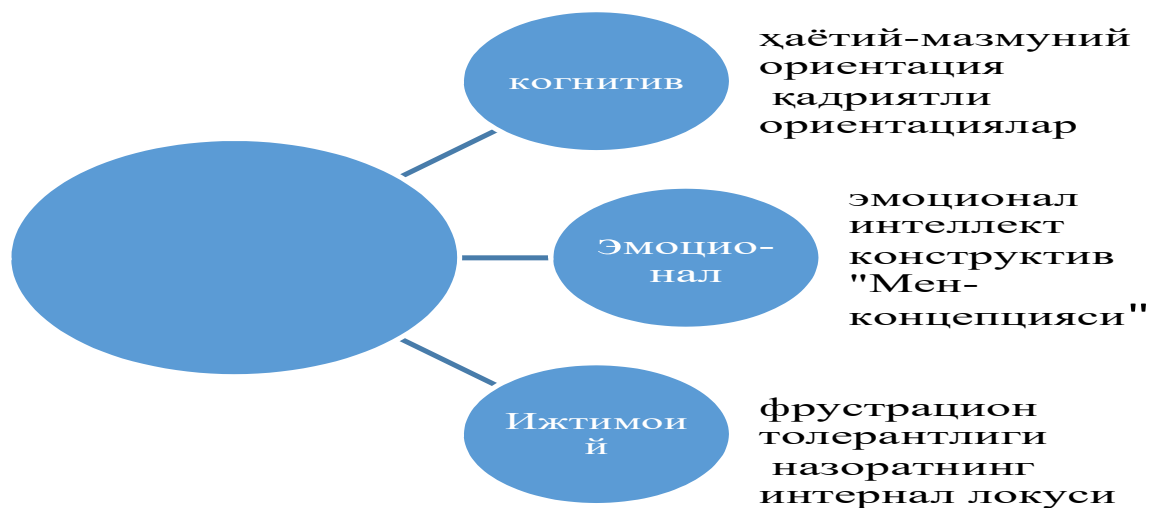 когнитив
ҳаётий-мазмуний
ориентация
қадриятли
ориентациялар
Эмоцио-
нал
эмоционал
интеллект
конструктив
"Мен-
концепцияси"
Ижтимои
й
фрустрацион
толерантлиги
назоратнинг
интернал локуси